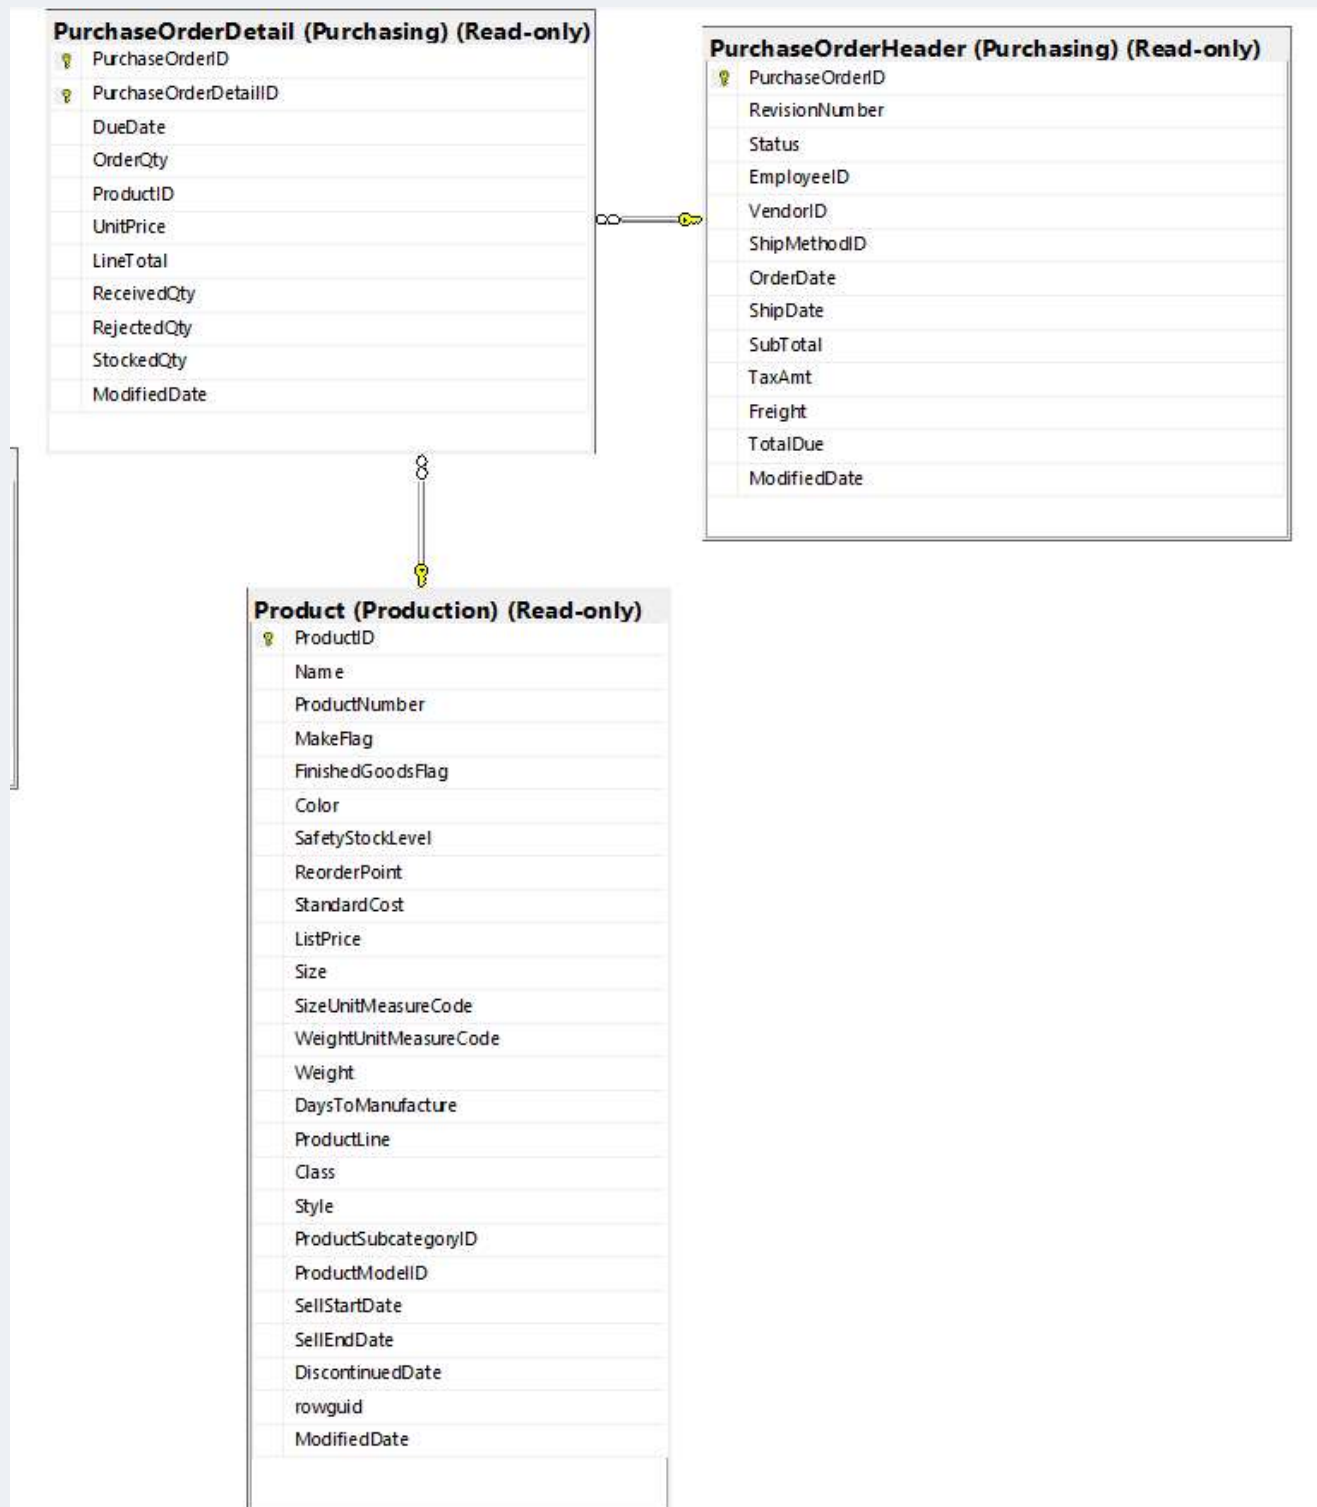 PurchaseOrderDetail (Purchasing) (Read-only)
PurchaseOrderID
PurchaseOrderDetailID
DueDate
OrderQty
ProductID
UnitPrice
LineTotal
ReceivedQty
RejectedQty
StockedQty
ModifiedDate
PurchaseOrderHeader (Purchasing) (Read-only)
PurchaseOrderID
RevisionNumber
Status
EmployeeID
VendorID
ShipMethodID
OrderDate
ShipDate
SubTotal
TaxAmt
Freight
TotalDue
ModifiedDate
Product (Production) (Read-only)
ProductID
Name
ProductNumber
MakeFlag
FinishedGoodsFlag
Color
SafetyStockLevel
ReorderPoint
StandardCost
ListPrice
Size
SizeUnitMeasureCode
WeightUnitMeasureCode
Weight
DaysToManufacture
ProductLine
Class
Style
ProductSubcategoryID
ProductModelID
SellStartDate
SellEndDate
DiscontinuedDate
rowguid
ModifiedDate